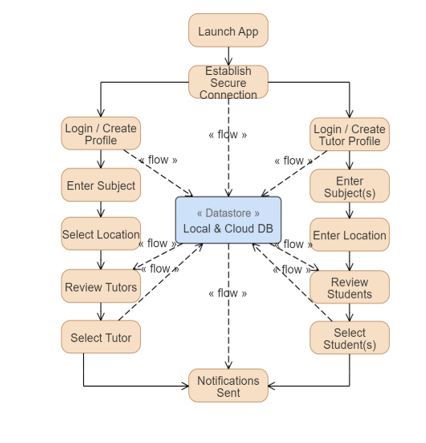 Launch App
Establish
Secure
Connection
« flow »
Login / Create
Profile
Login / Create
Tutor Profile
« flow »
« flow »
Enter Subject
Enter
Subject(s)
« Datastore »
Local & Cloud DB
Select Location
Enter Location
« flow »
« flow »
« flow »
« flow »
Review Tutors
Review
Students
« flow »
Select Tutor
Select
Student(s)
Notifications
Sent